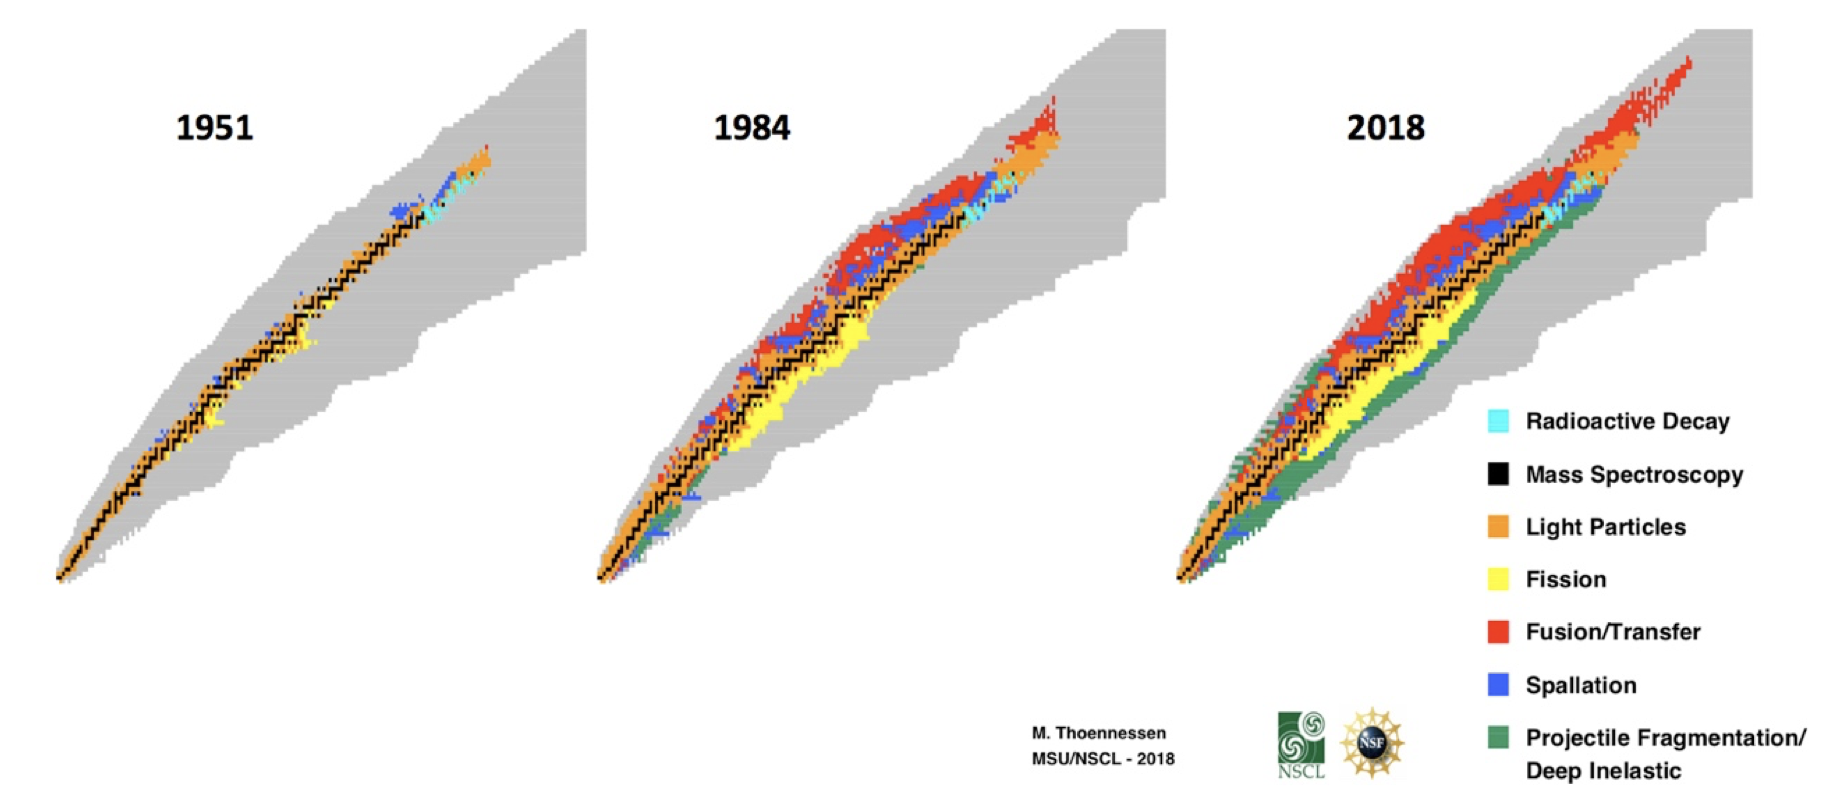 1951
1984
2018
Radioactive Decay
Mass Spectroscopy
Light Particles
Fission
Fusion/Transfer
Spallation
Projectile Fragmentation/
Deep Inelastic
M. Thoennessen
MSU/NSCL - 2018
NSCL
NSF